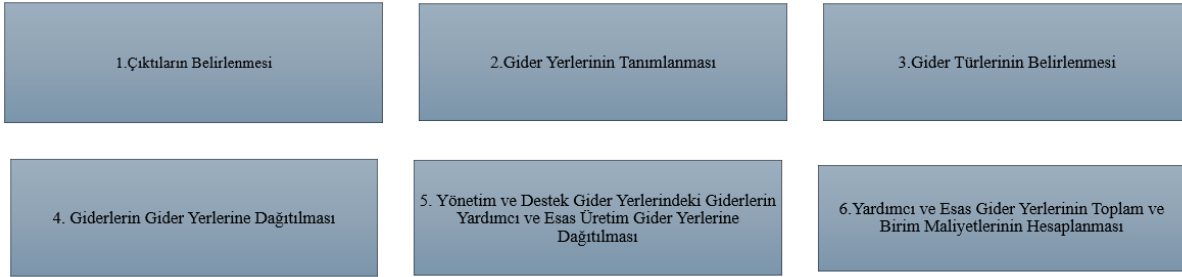 1.Çıktıların Belirlenmesi
2.Gider Yerlerinin Tanımlanması
3.Gider Türlerinin Belirlenmesi
4. Giderlerin Gider Yerlerine Dağıtılması
5. Yönetim ve Destek Gider Yerlerindeki Giderlerin
Yardımcı ve Esas Üretim Gider Yerlerine
Dağıtılması
6.Yardımcı ve Esas Gider Yerlerinin Toplam ve
Birim Maliyetlerinin Hesaplanması